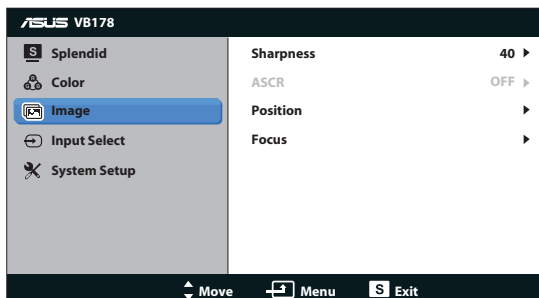 ASUS VB178
S Splendid
Color
Image
Input Select
System Setup
Sharpness 40
ASCR OFF
Position
Focus
Move Menu S Exit